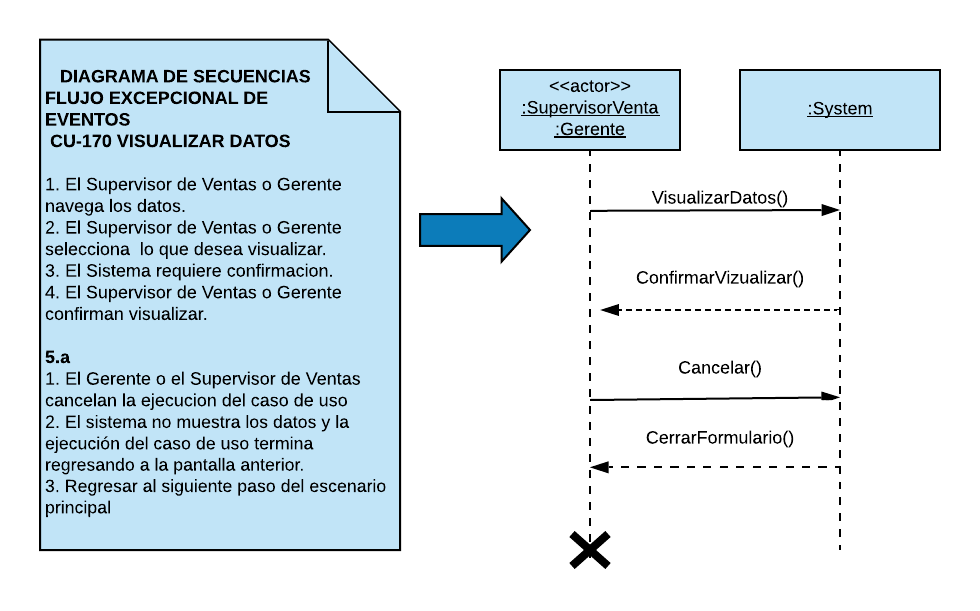 DIAGRAMA DE SECUENCIAS
FLUJO EXCEPCIONAL DE
EVENTOS
CU-170 VISUALIZAR DATOS
1. El Supervisor de Ventas o Gerente
navega los datos.
2. El Supervisor de Ventas o Gerente
selecciona lo que desea visualizar.
3. El Sistema requiere confirmacion.
4. El Supervisor de Ventas o Gerente
confirman visualizar.
5.a
1. El Gerente o el Supervisor de Ventas
cancelan la ejecucion del caso de uso
2. El sistema no muestra los datos y la
ejecución del caso de uso termina
regresando a la pantalla anterior.
3. Regresar al siguiente paso del escenario
principal
<<actor>>
:SupervisorVenta
:Gerente
:System
VisualizarDatos()
ConfirmarVizualizar()
Cancelar()
CerrarFormulario()